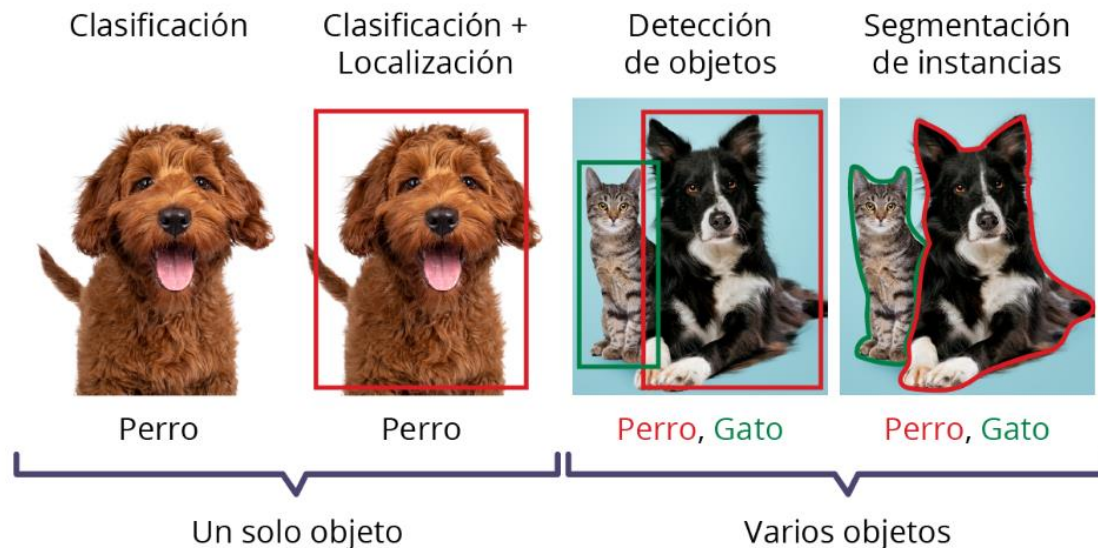 Clasificación
Clasificación +
Localización
Detección
de objetos
Segmentación
de instancias
Perro
Perro
Perro, Gato
Perro, Gato
Un solo objeto
Varios objetos